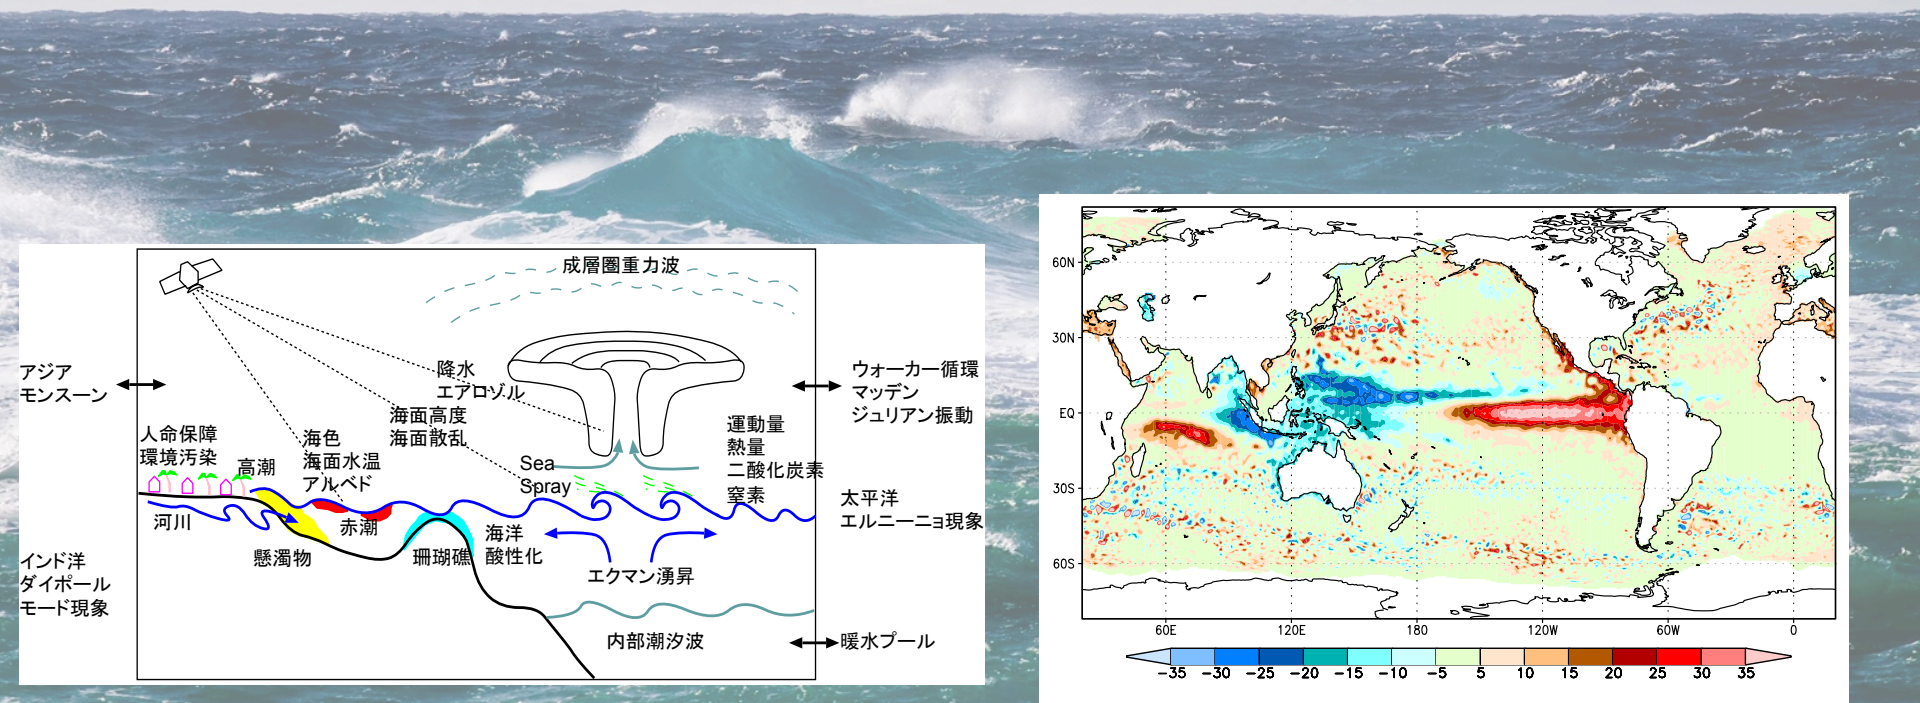 成層圏重力波
アジア
モンスーン
降水
エアロゾル
海面高度
海面散乱
ウォーカー循環
マッデン
ジュリアン振動
人命保障
環境汚染
高潮
海色
海面水温
アルベド
Sea
Spray
運動量
熱量
二酸化炭素
窒素
河川
赤潮
懸濁物
珊瑚礁
海洋
酸性化
太平洋
エルニーニョ現象
エクマン湧昇
インド洋
ダイポール
モード現象
内部潮汐波
暖水プール
60N
30N
EQ
30S
60S
60E 120E 180 120W 60W 0
-35 -30 -25 -20 -15 -10 -5 5 10 15 20 25 30 35